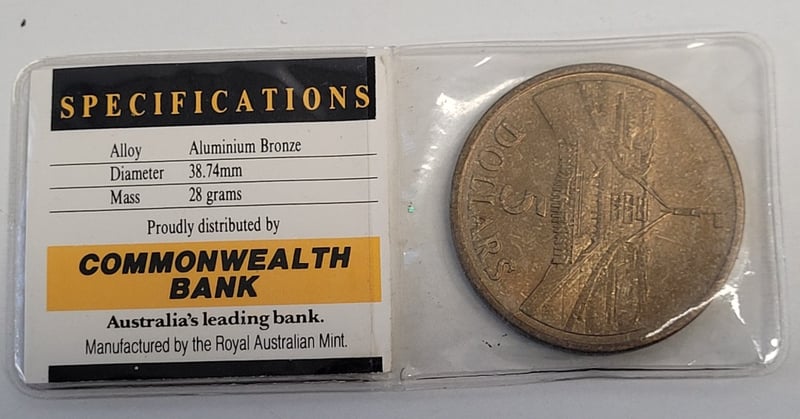 SPECIFICATIONS
Alloy Aluminium Bronze
Diameter 38.74mm
Mass 28 grams
Proudly distributed by
COMMONWEALTH
BANK
Australia's leading bank.
Manufactured by the Royal Australian Mint.
5
DOLLARS